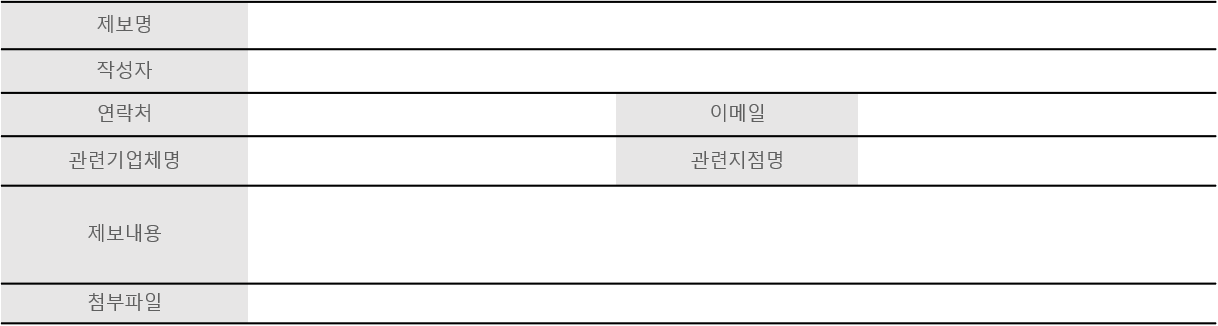 제보명
작성자
연락처 이메일
관련기업체명 관련지점명
제보내용
첨부파일